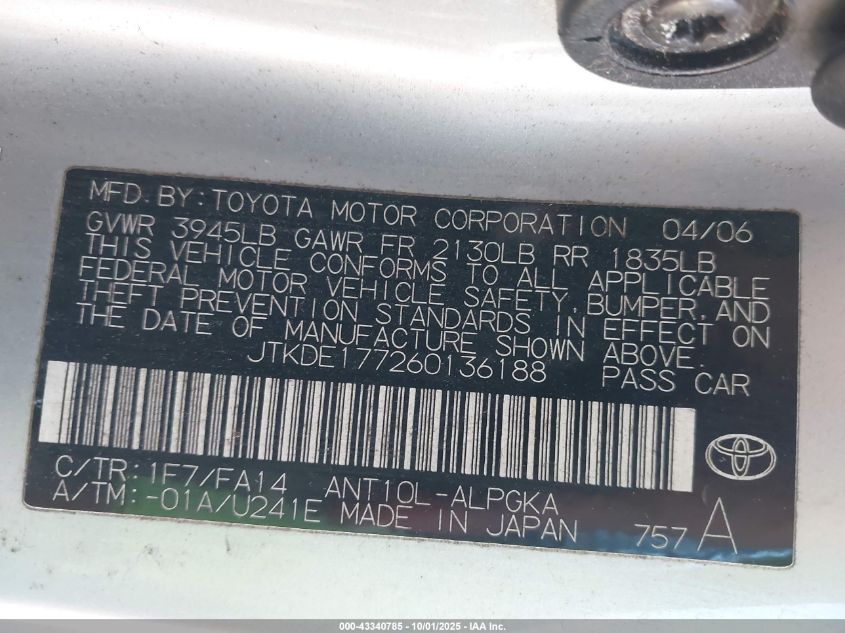 MFD.BY:TOYOTA MOTOR CORPORATION 04/06
GVWR 3945LB GAWR FR 2130LB RR 1835LB
THIS VEHICLE CONFORMS TO ALL APPLICABLE
FEDERAL MOTOR VEHICLE SAFETY,BUMPER,AND
THEFT PREVENTION STANDARDS IN EFFECT ON
THE DATE OF MANUFACTURE SHOWN ABOVE.
JTKDE177260136188 PASS CAR
C/TR:1F7/FA14 ANT10L-ALPGKA
A/TM:-01A/U241E MADE IN JAPAN 757 A
000-43340785 - 10/01/2025 - IAA Inc.